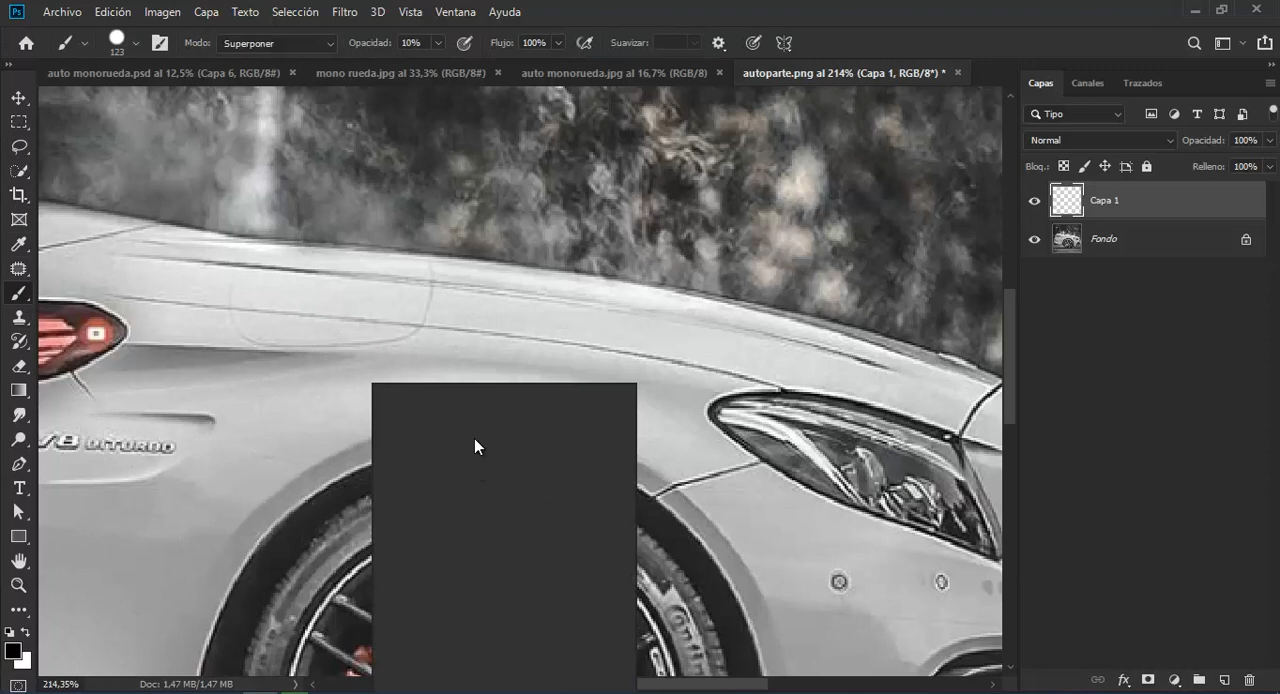 Ps Archivo Edición Imagen Capa Texto Selección Filtro 3D Vista Ventana Ayuda
123 Modo: Superponer Opacidad: 10% Flujo: 100% Suavizar:
auto monorueda.psd al 12,5% (Capa 6, RGB/8#) × mono rueda.jpg al 33,3% (RGB/8#) × auto monorueda.jpg al 16,7% (RGB/8) × autoparte.png al 214% (Capa 1, RGB/8*) * ×
Capas Canales Trazados
Tipo
Normal Opacidad: 100%
Bloq.: Relleno: 100%
Capa 1
Fondo
V8 BITURBO
214,35% Doc: 1,47 MB/1,47 MB